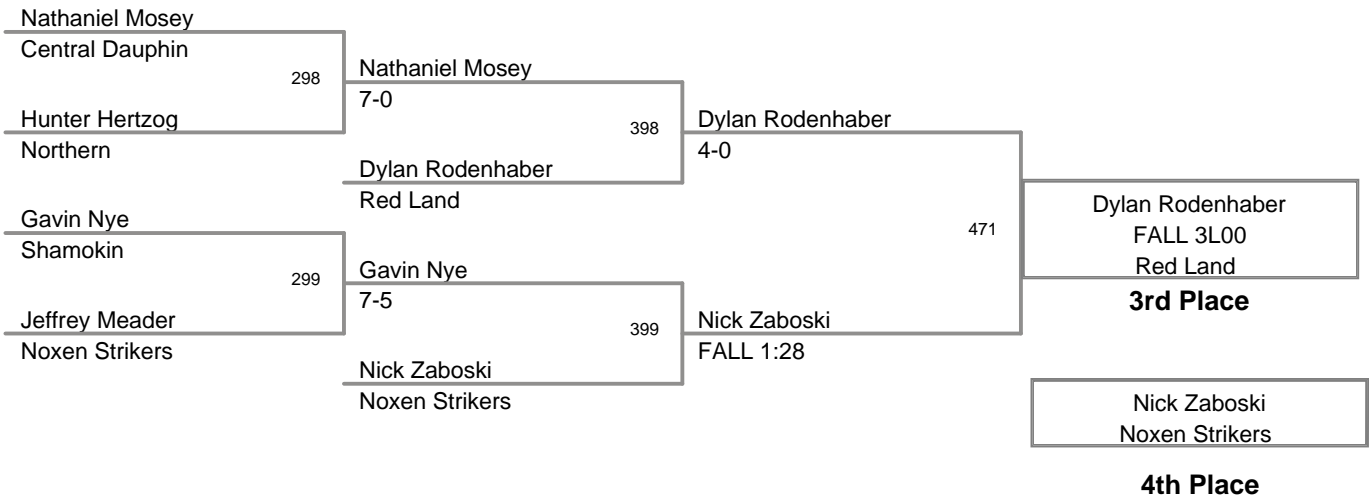 Nathaniel Mosey
Central Dauphin
298
Hunter Hertzog
Northern
Gavin Nye
Shamokin
299
Jeffrey Meader
Noxen Strikers
Nathaniel Mosey
7-0
398
Dylan Rodenhaber
Red Land
Gavin Nye
7-5
399
Nick Zaboski
Noxen Strikers
Dylan Rodenhaber
4-0
471
Nick Zaboski
FALL 1:28
Dylan Rodenhaber
FALL 3L00
Red Land
3rd Place
Nick Zaboski
Noxen Strikers
4th Place